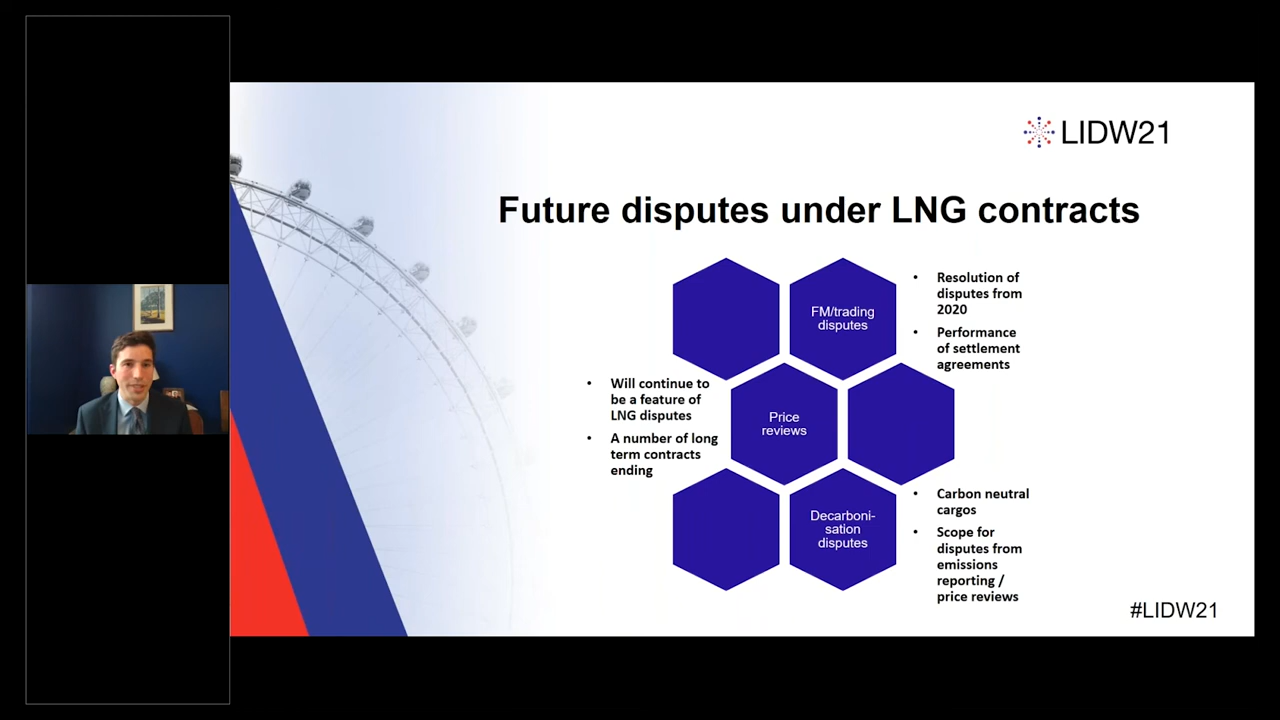 LIDW21
Future disputes under LNG contracts
FM/trading
disputes
• Resolution of
disputes from
2020
• Performance
of settlement
agreements
• Will continue to
be a feature of
LNG disputes
• A number of long
term contracts
ending
Price
reviews
Decarboni-
sation
disputes
• Carbon neutral
cargos
• Scope for
disputes from
emissions
reporting /
price reviews
#LIDW21